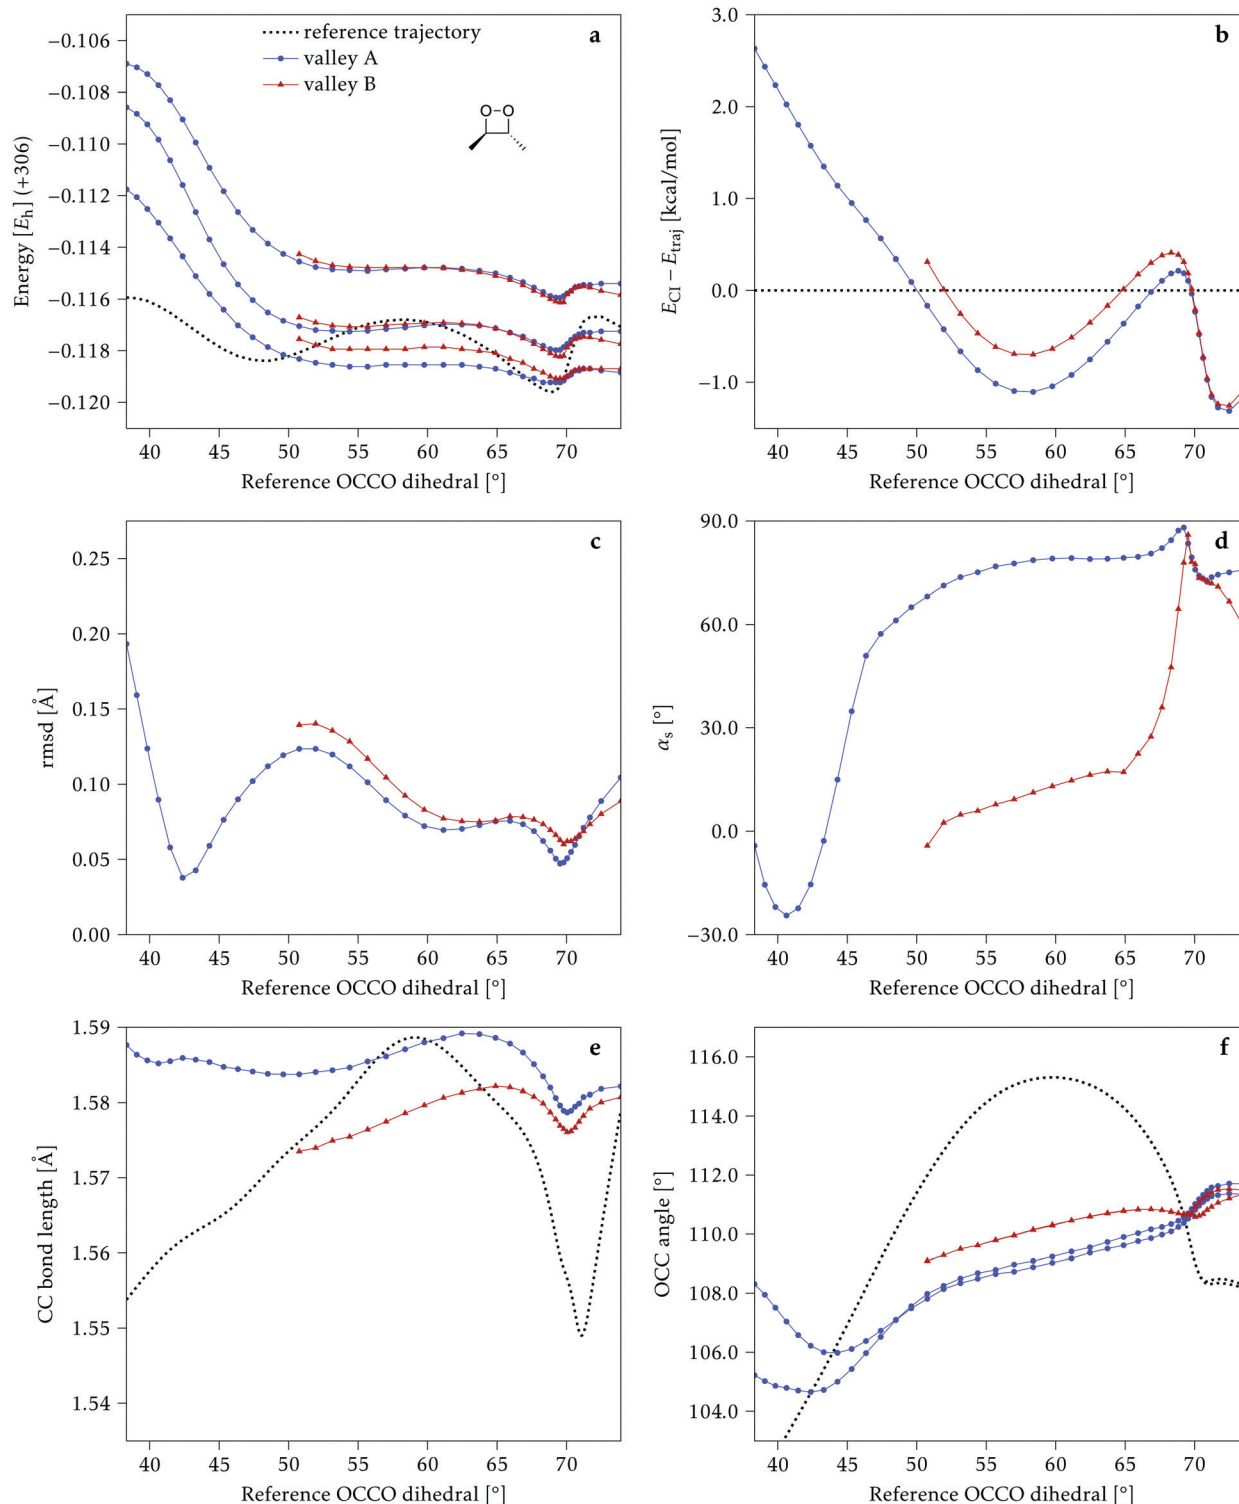 a
reference trajectory
valley A
valley B
O–O
−0.106
−0.108
−0.110
−0.112
−0.114
−0.116
−0.118
−0.120
Energy [Eh] (+306)
40 45 50 55 60 65 70
Reference OCCO dihedral [°]
b
3.0
2.0
1.0
0.0
−1.0
ECI − Etraj [kcal/mol]
40 45 50 55 60 65 70
Reference OCCO dihedral [°]
c
0.25
0.20
0.15
0.10
0.05
0.00
rmsd [Å]
40 45 50 55 60 65 70
Reference OCCO dihedral [°]
d
90.0
60.0
30.0
0.0
−30.0
αs [°]
40 45 50 55 60 65 70
Reference OCCO dihedral [°]
e
1.59
1.58
1.57
1.56
1.55
1.54
CC bond length [Å]
40 45 50 55 60 65 70
Reference OCCO dihedral [°]
f
116.0
114.0
112.0
110.0
108.0
106.0
104.0
OCC angle [°]
40 45 50 55 60 65 70
Reference OCCO dihedral [°]